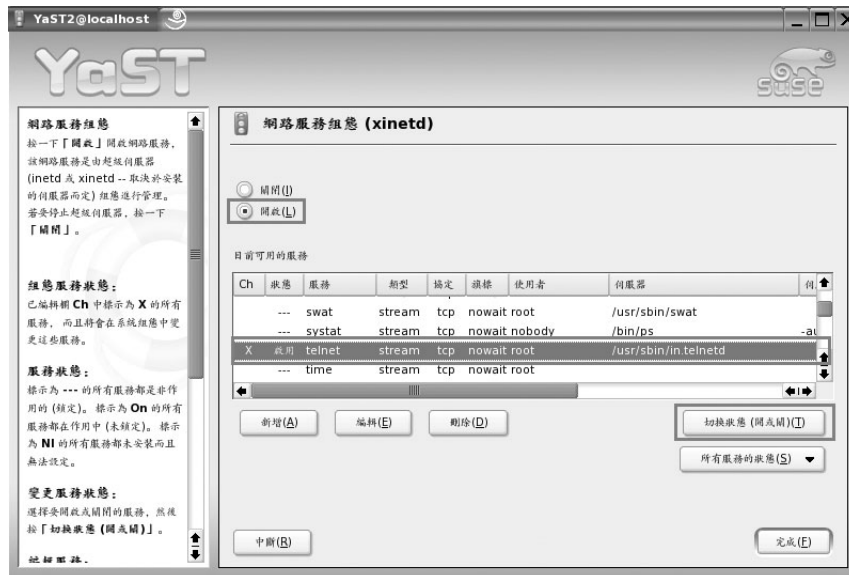 YaST2@localhost
YaST
SUSE
網路服務組態
按一下「開啟」開啟網路服務，
該網路服務是由超級伺服器
(inetd 或 xinetd -- 取決於安裝
的伺服器而定) 組態進行管理。
若要停止超級伺服器，按一下
「關閉」。
組態服務狀態：
已編輯欄 Ch 中標示為 X 的所有
服務，而且將會在系統組態中變
更這些服務。
服務狀態：
標示為 --- 的所有服務都是非作
用的 (鎖定)。標示為 On 的所有
服務都在作用中 (未鎖定)。標示
為 NI 的所有服務都未安裝而且
無法設定。
變更服務狀態：
選擇要開啟或關閉的服務，然後
按「切換狀態 (開或關)」。
編輯服務：
網路服務組態 (xinetd)
關閉(I)
開啟(L)
目前可用的服務
Ch 狀態 服務 類型 協定 旗標 使用者 伺服器 伺
--- swat stream tcp nowait root /usr/sbin/swat
--- systat stream tcp nowait nobody /bin/ps -au
X 啟用 telnet stream tcp nowait root /usr/sbin/in.telnetd
--- time stream tcp nowait root
新增(A) 編輯(E) 刪除(D) 切換狀態 (開或關)(T)
所有服務的狀態(S)
中斷(R) 完成(F)